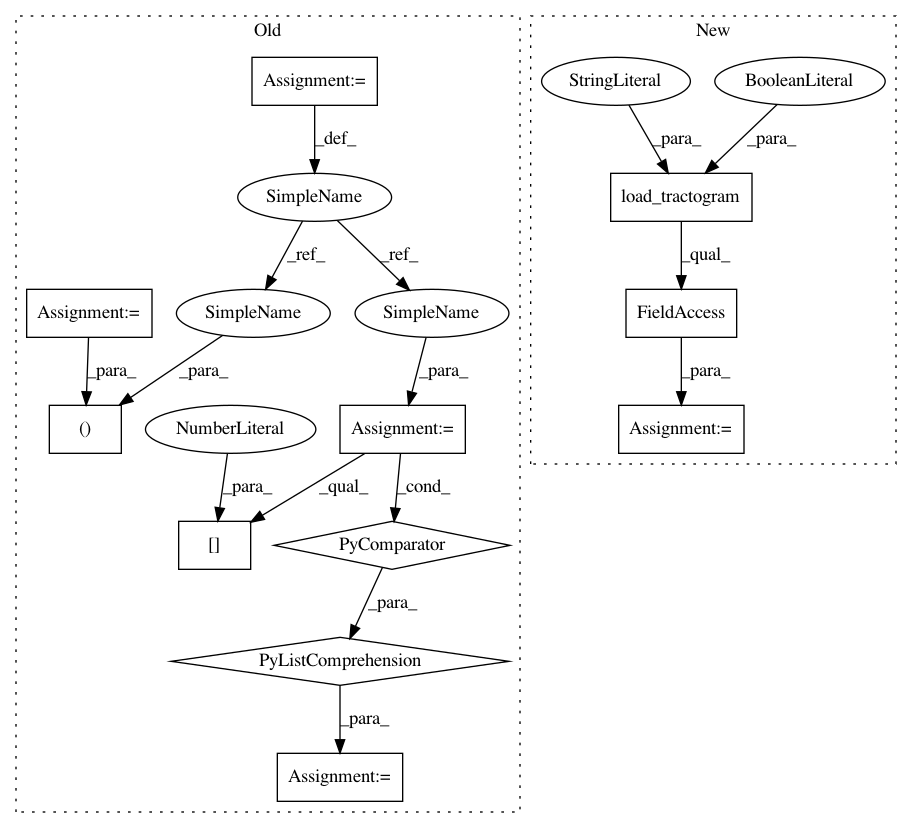 Old
New
Assignment:=
StringLiteral
BooleanLiteral
_def_
_para_
_para_
SimpleName
load_tractogram
_ref_
_ref_
_qual_
Assignment:=
SimpleName
SimpleName
FieldAccess
_para_
_para_
_para_
_para_
()
NumberLiteral
Assignment:=
Assignment:=
_para_
_qual_
_cond_
[]
PyComparator
_para_
PyListComprehension
_para_
Assignment:=